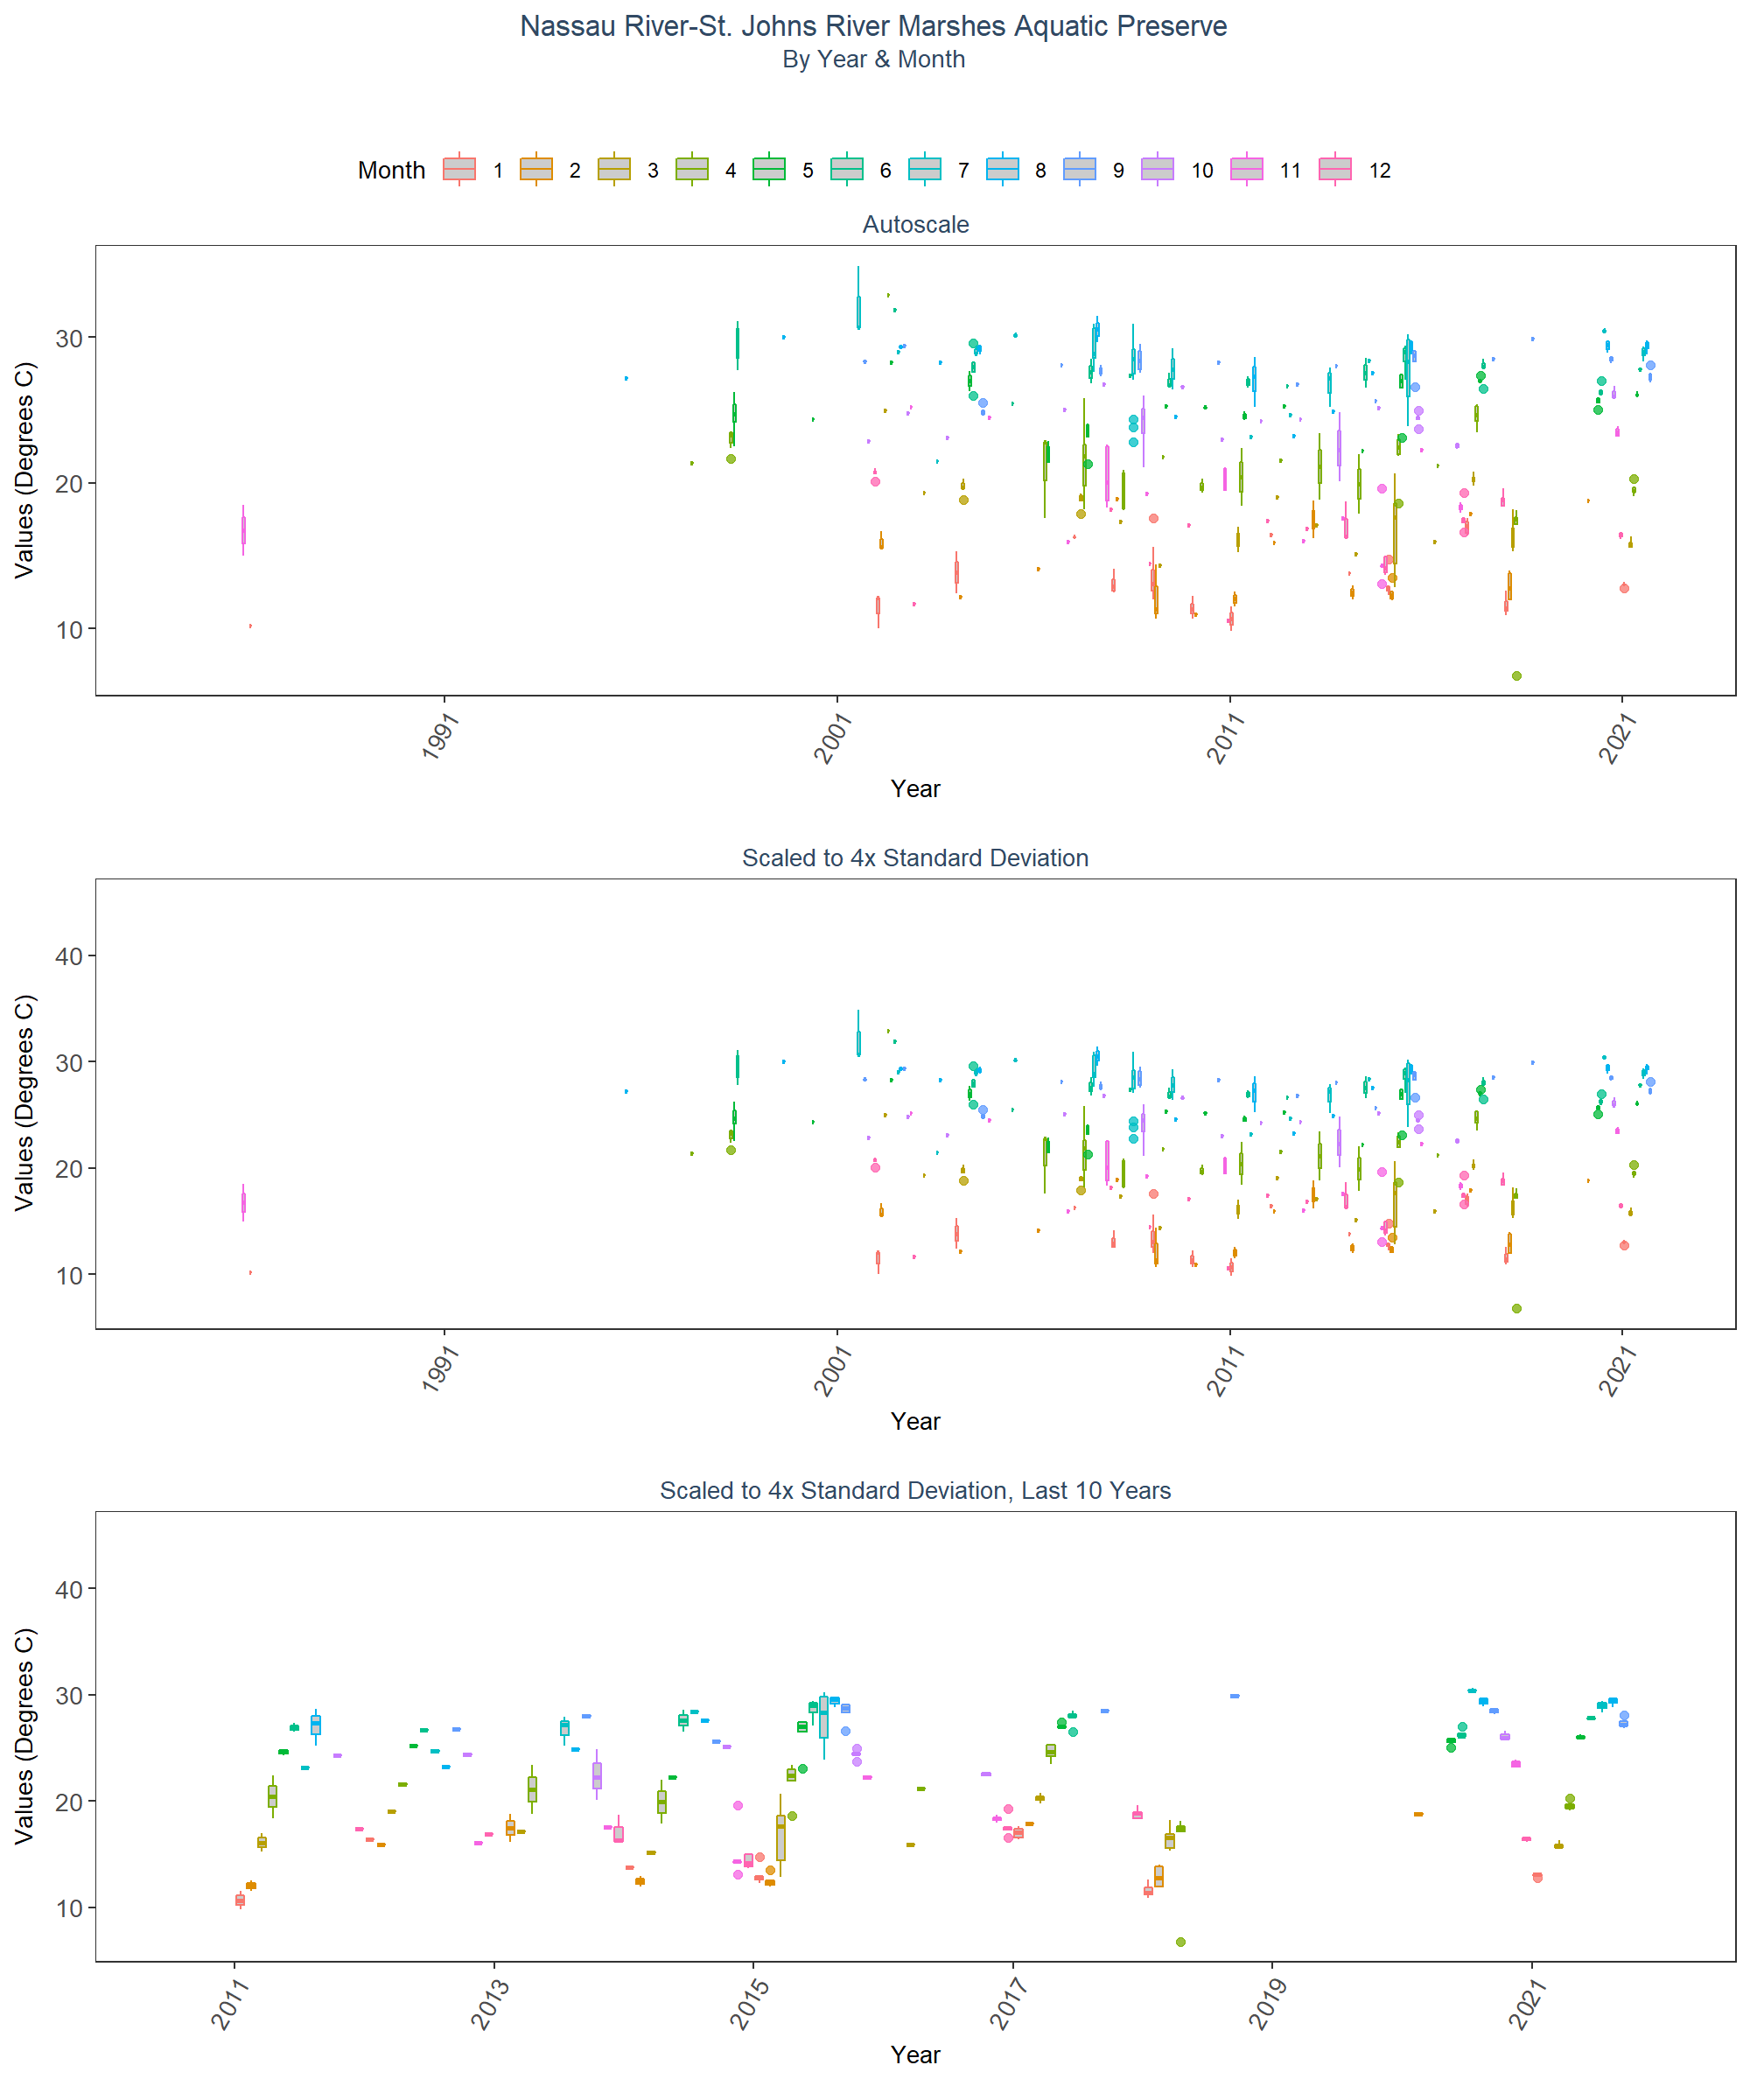 Nassau River-St. Johns River Marshes Aquatic Preserve
By Year & Month
Month 1 2 3 4 5 6 7 8 9 10 11 12
Autoscale
Values (Degrees C)
30
20
10
1991 2001 2011 2021
Year
Scaled to 4x Standard Deviation
Values (Degrees C)
40
30
20
10
1991 2001 2011 2021
Year
Scaled to 4x Standard Deviation, Last 10 Years
Values (Degrees C)
40
30
20
10
2011 2013 2015 2017 2019 2021
Year